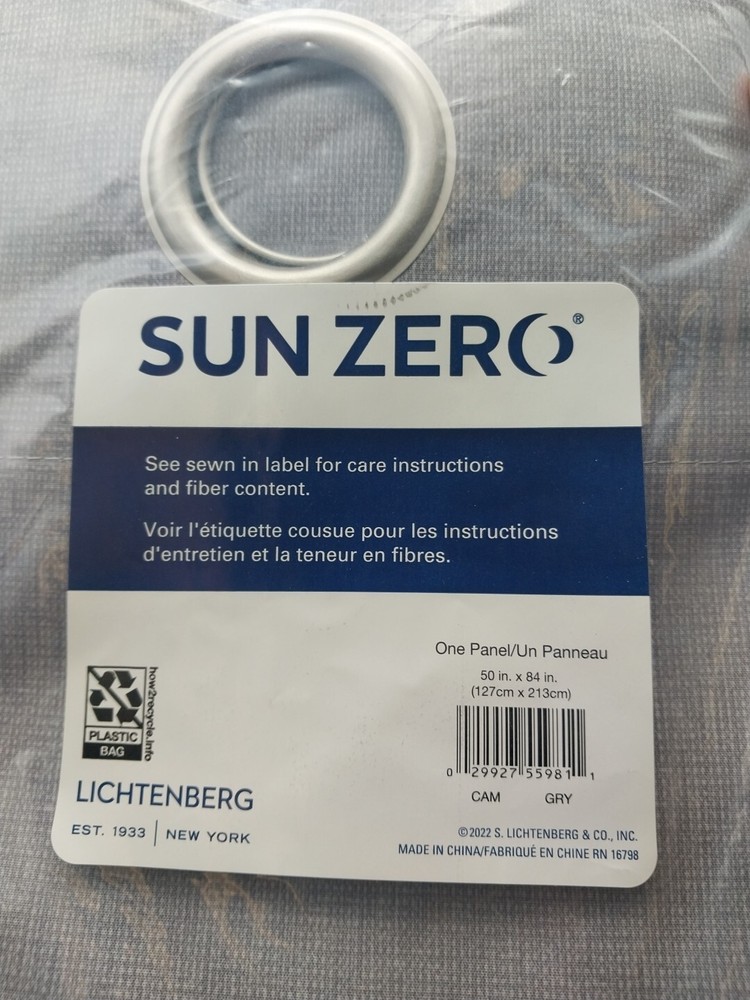 SUN ZERO®
See sewn in label for care instructions
and fiber content.
Voir l'étiquette cousue pour les instructions
d'entretien et la teneur en fibres.
One Panel/Un Panneau
50 in. x 84 in.
(127cm x 213cm)
how2recycle.info
PLASTIC
BAG
0 29927 55981 1
CAM GRY
LICHTENBERG
EST. 1933 | NEW YORK
©2022 S. LICHTENBERG & CO., INC.
MADE IN CHINA/FABRIQUÉ EN CHINE RN 16798